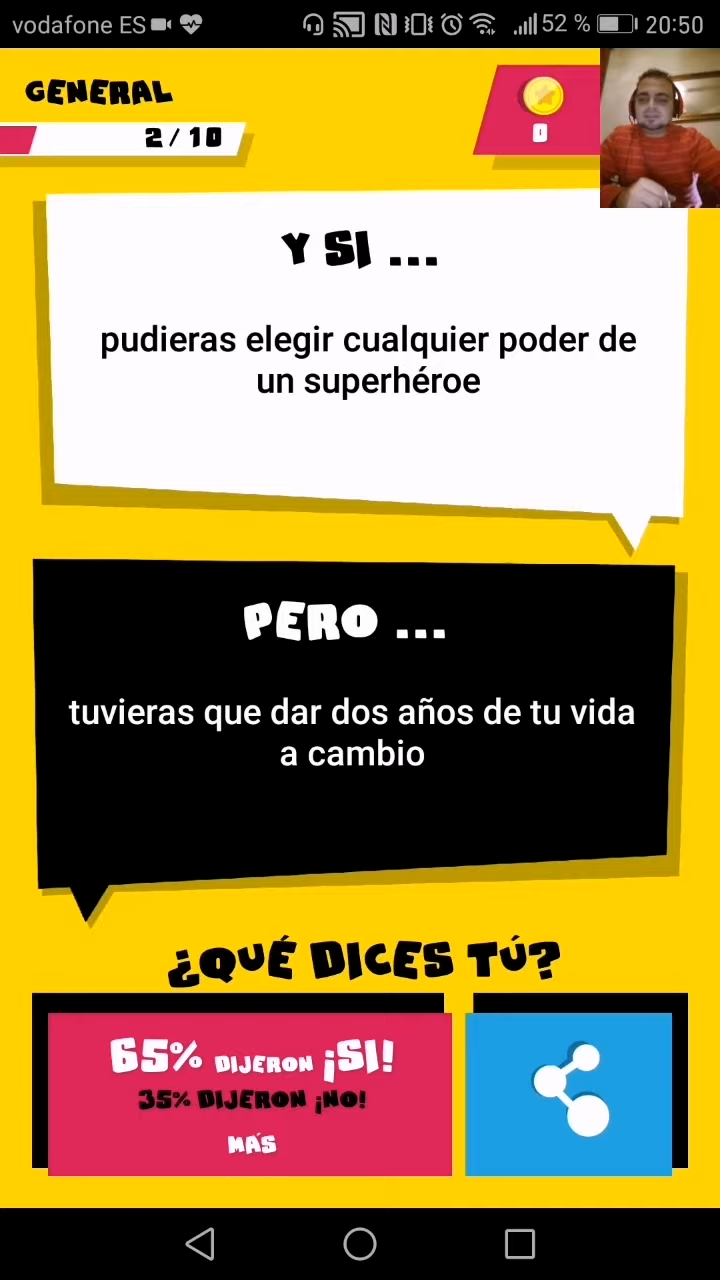 vodafone ES 52 % 20:50
GENERAL
2/10
0
Y SI ...
pudieras elegir cualquier poder de
un superhéroe
PERO ...
tuvieras que dar dos años de tu vida
a cambio
¿QUÉ DICES TÚ?
65% DIJERON ¡SI!
35% DIJERON ¡NO!
MÁS